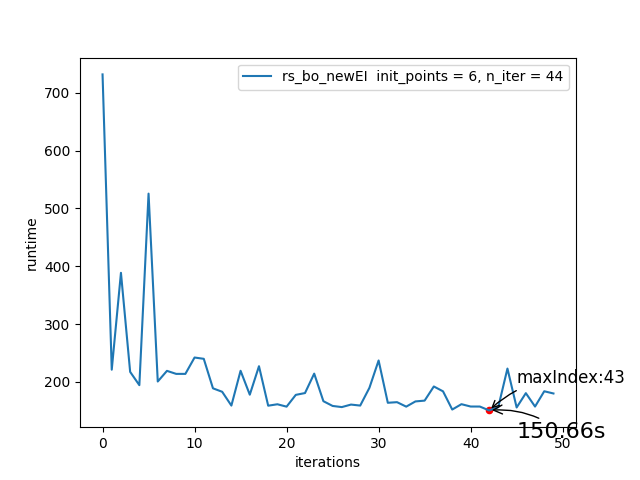 rs_bo_newEI  init_points = 6, n_iter = 44
700
600
500
400
300
200
runtime
maxIndex:43
150.66s
0
10
20
30
40
50
iterations